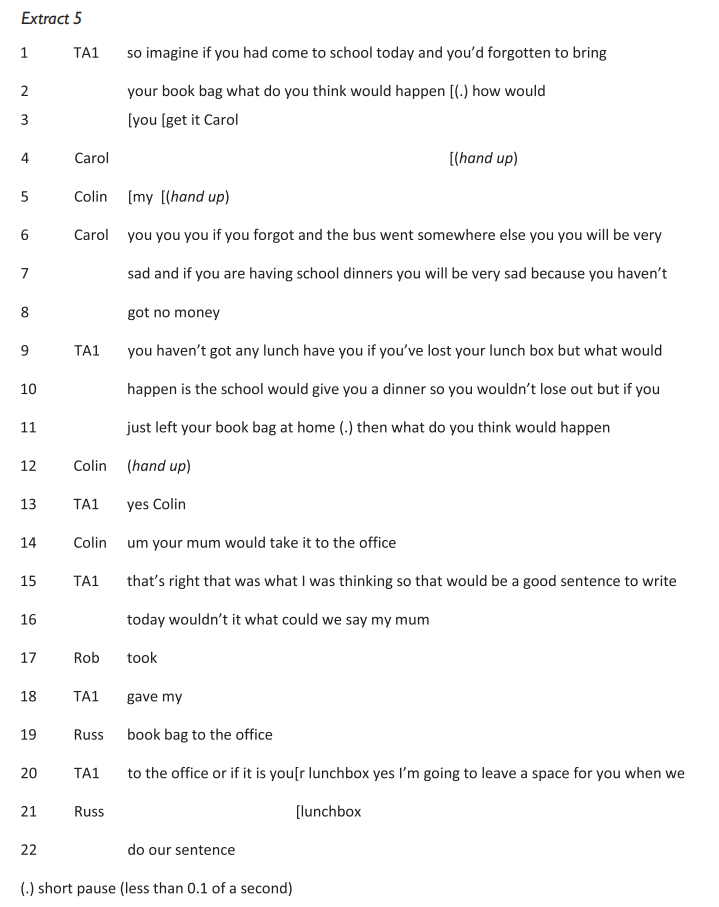 Extract 5
1 TA1 so imagine if you had come to school today and you'd forgotten to bring
2 your book bag what do you think would happen [(.) how would
3 [you [get it Carol
4 Carol [(hand up)
5 Colin [my [(hand up)
6 Carol you you you if you forgot and the bus went somewhere else you you will be very
7 sad and if you are having school dinners you will be very sad because you haven't
8 got no money
9 TA1 you haven't got any lunch have you if you've lost your lunch box but what would
10 happen is the school would give you a dinner so you wouldn't lose out but if you
11 just left your book bag at home (.) then what do you think would happen
12 Colin (hand up)
13 TA1 yes Colin
14 Colin um your mum would take it to the office
15 TA1 that's right that was what I was thinking so that would be a good sentence to write
16 today wouldn't it what could we say my mum
17 Rob took
18 TA1 gave my
19 Russ book bag to the office
20 TA1 to the office or if it is you[r lunchbox yes I'm going to leave a space for you when we
21 Russ [lunchbox
22 do our sentence
(.) short pause (less than 0.1 of a second)